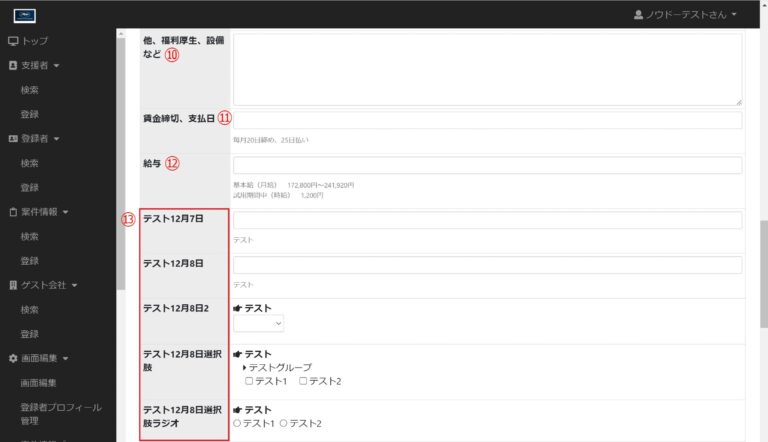 ノウドーテストさん
トップ
支援者
検索
登録
登録者
検索
登録
案件情報
検索
登録
ゲスト会社
検索
登録
画面編集
画面編集
登録者プロフィール
管理
他、福利厚生、設備
など ⑩
賃金締切、支払日 ⑪
毎月20日締め、25日払い
給与 ⑫
基本給（月給） 172,800円～241,920円
試用期間中（時給） 1,200円
⑬ テスト12月7日
テスト
テスト12月8日
テスト
テスト12月8日2
テスト
テスト12月8日選択
肢
テスト
テストグループ
テスト1 テスト2
テスト12月8日選択
肢ラジオ
テスト
テスト1 テスト2